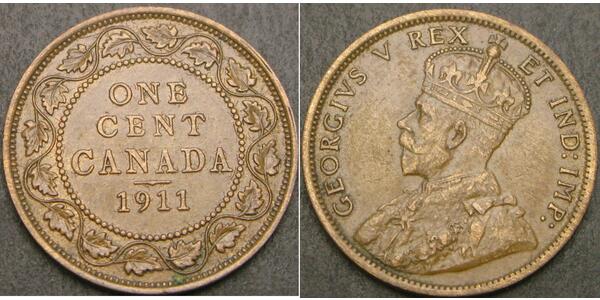 ONE
CENT
CANADA
1911
GEORGIVS V REX ET IND: IMP: